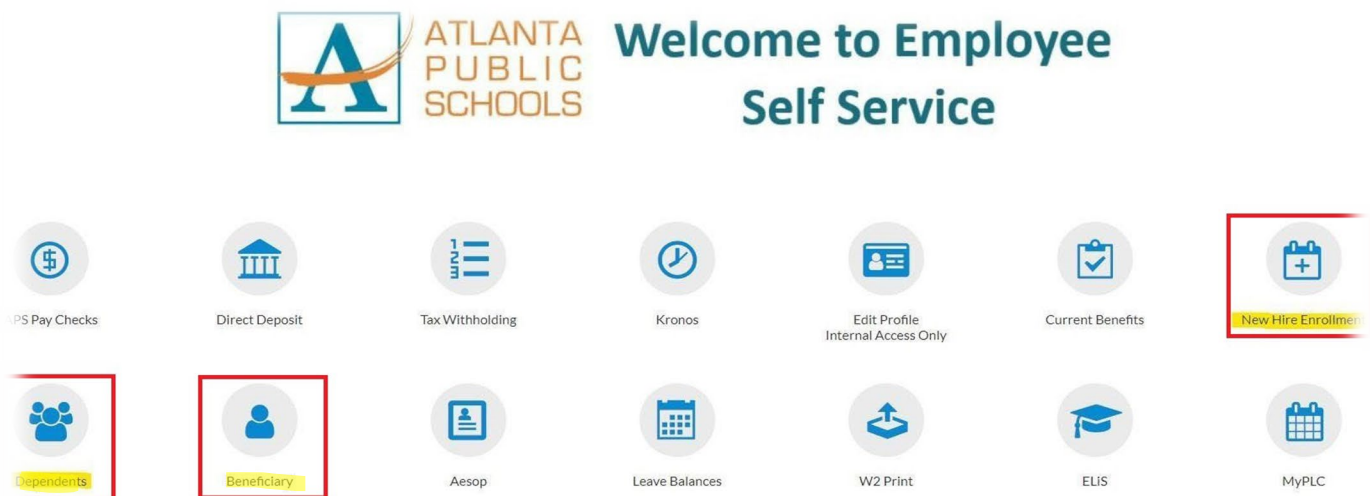 ATLANTA
PUBLIC
SCHOOLS
Welcome to Employee
Self Service
PS Pay Checks
Direct Deposit
Tax Withholding
Kronos
Edit Profile
Internal Access Only
Current Benefits
New Hire Enrollmen
Dependents
Beneficiary
Aesop
Leave Balances
W2 Print
ELiS
MyPLC